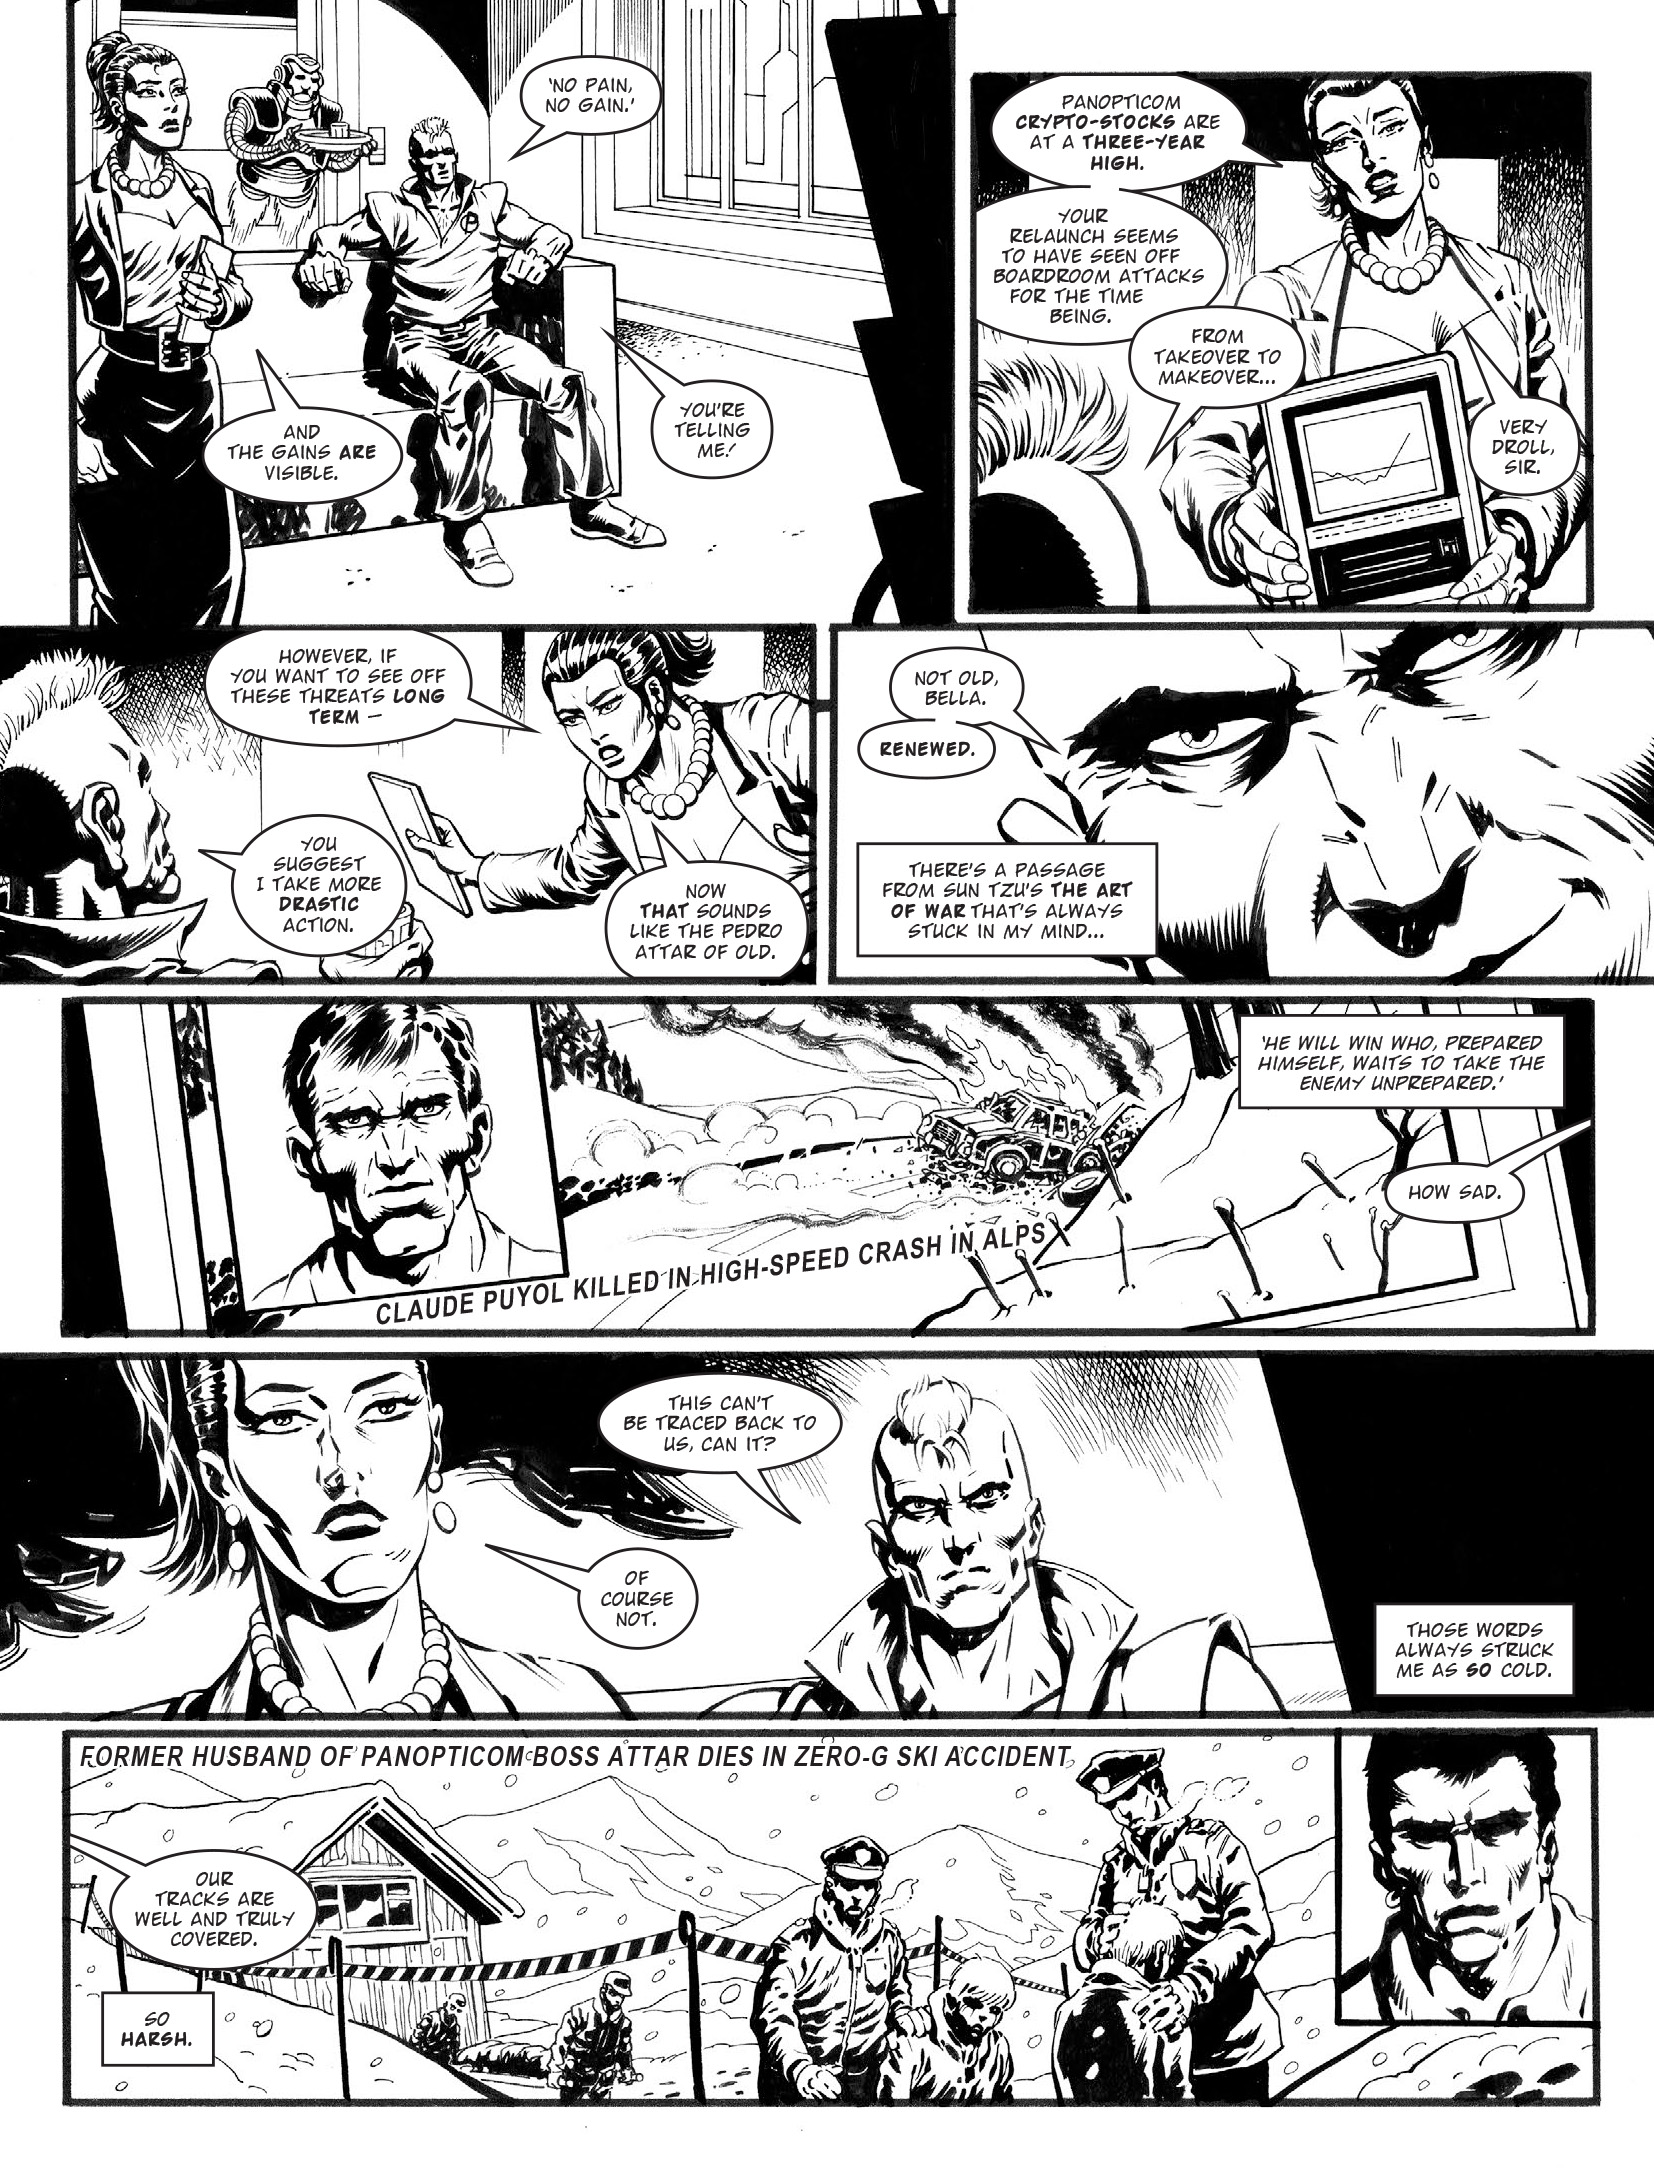 'NO PAIN,
NO GAIN.'
AND
THE GAINS ARE
VISIBLE.
YOU'RE
TELLING
ME!
PANOPTICOM
CRYPTO-STOCKS ARE
AT A THREE-YEAR
HIGH.
YOUR
RELAUNCH SEEMS
TO HAVE SEEN OFF
BOARDROOM ATTACKS
FOR THE TIME
BEING.
FROM
TAKEOVER TO
MAKEOVER...
VERY
DROLL,
SIR.
HOWEVER, IF
YOU WANT TO SEE OFF
THESE THREATS LONG
TERM –
YOU
SUGGEST
I TAKE MORE
DRASTIC
ACTION.
NOW
THAT SOUNDS
LIKE THE PEDRO
ATTAR OF OLD.
NOT OLD,
BELLA.
RENEWED.
THERE'S A PASSAGE
FROM SUN TZU'S THE ART
OF WAR THAT'S ALWAYS
STUCK IN MY MIND...
'HE WILL WIN WHO, PREPARED
HIMSELF, WAITS TO TAKE THE
ENEMY UNPREPARED.'
HOW SAD.
CLAUDE PUYOL KILLED IN HIGH-SPEED CRASH IN ALPS
THIS CAN'T
BE TRACED BACK TO
US, CAN IT?
OF
COURSE
NOT.
THOSE WORDS
ALWAYS STRUCK
ME AS SO COLD.
FORMER HUSBAND OF PANOPTICOM BOSS ATTAR DIES IN ZERO-G SKI ACCIDENT
OUR
TRACKS ARE
WELL AND TRULY
COVERED.
SO
HARSH.